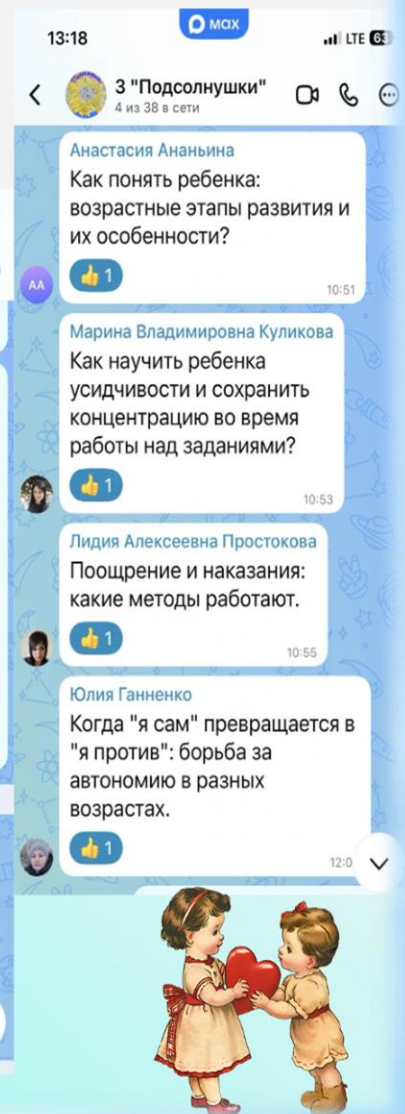 13:18
max
LTE 63
3 "Подсолнушки"
4 из 38 в сети
Анастасия Ананьина
Как понять ребенка:
возрастные этапы развития и
их особенности?
1
10:51
АА
Марина Владимировна Куликова
Как научить ребенка
усидчивости и сохранить
концентрацию во время
работы над заданиями?
1
10:53
Лидия Алексеевна Простокова
Поощрение и наказания:
какие методы работают.
1
10:55
Юлия Ганненко
Когда "я сам" превращается в
"я против": борьба за
автономию в разных
возрастах.
1
12:0